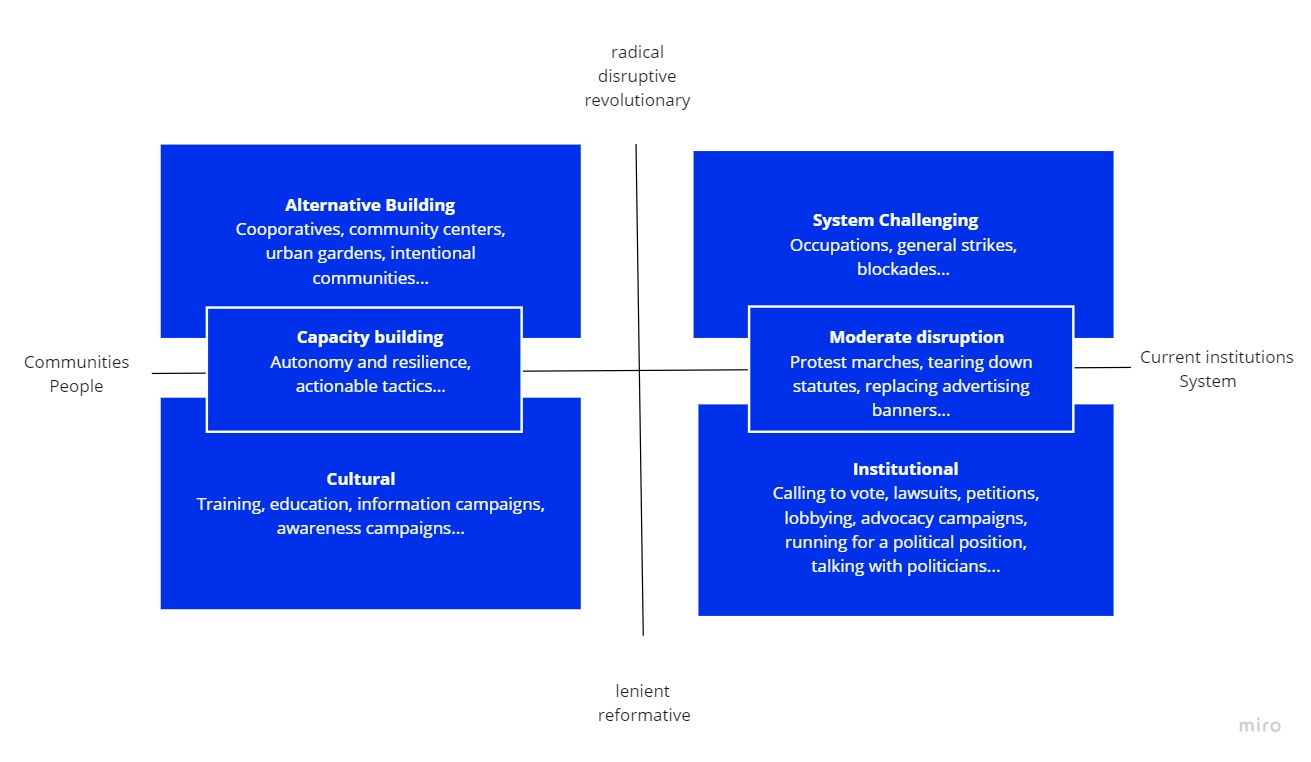 radical
disruptive
revolutionary
Alternative Building
Cooporatives, community centers,
urban gardens, intentional
communities...
System Challenging
Occupations, general strikes,
blockades...
Capacity building
Autonomy and resilience,
actionable tactics...
Moderate disruption
Protest marches, tearing down
statutes, replacing advertising
banners...
Communities
People
Current institutions
System
Cultural
Training, education, information campaigns,
awareness campaigns...
Institutional
Calling to vote, lawsuits, petitions,
lobbying, advocacy campaigns,
running for a political position,
talking with politicians...
lenient
reformative
miro